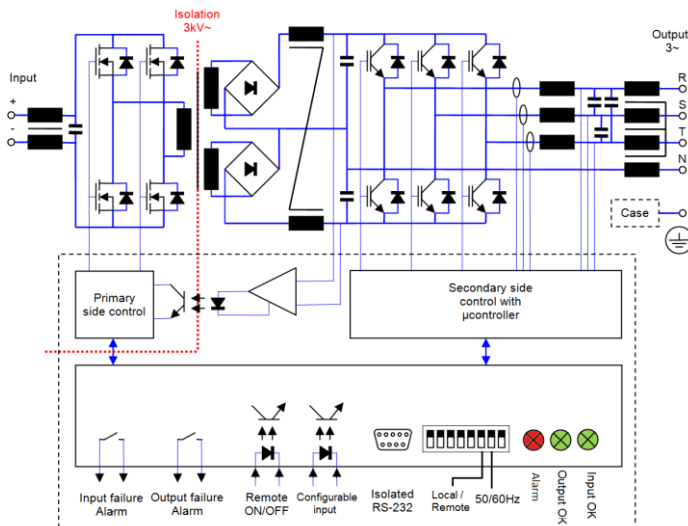 Isolation
3kV~
Output
3~
Input
+
-
R
S
T
N
Case
Primary
side control
Secondary side
control with
µcontroller
Input failure
Alarm
Output failure
Alarm
Remote
ON/OFF
Configurable
input
Isolated
RS-232
Local /
Remote
50/60Hz
Alarm
Output OK
Input OK